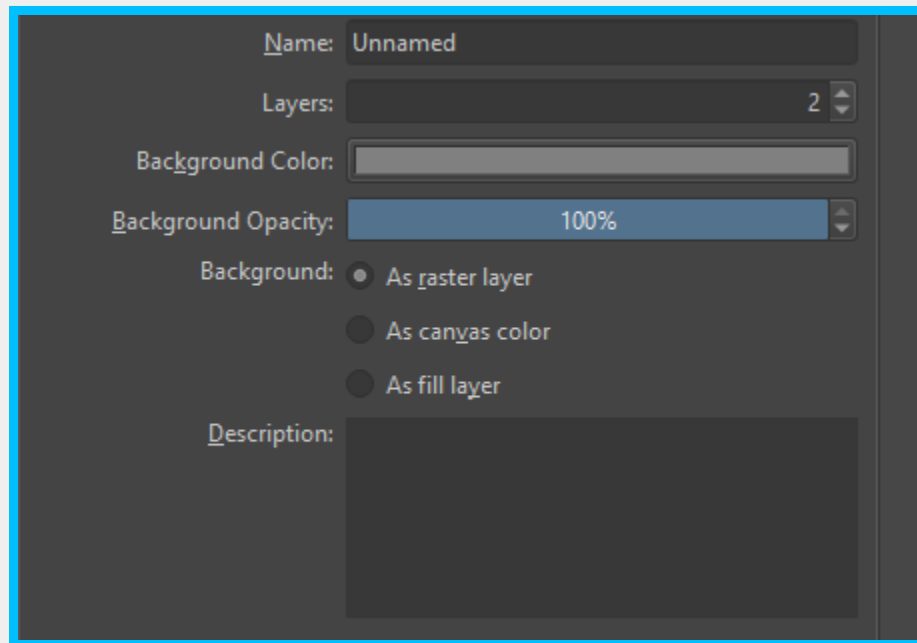 Name: Unnamed
Layers: 2
Background Color:
Background Opacity: 100%
Background: As raster layer
As canvas color
As fill layer
Description: